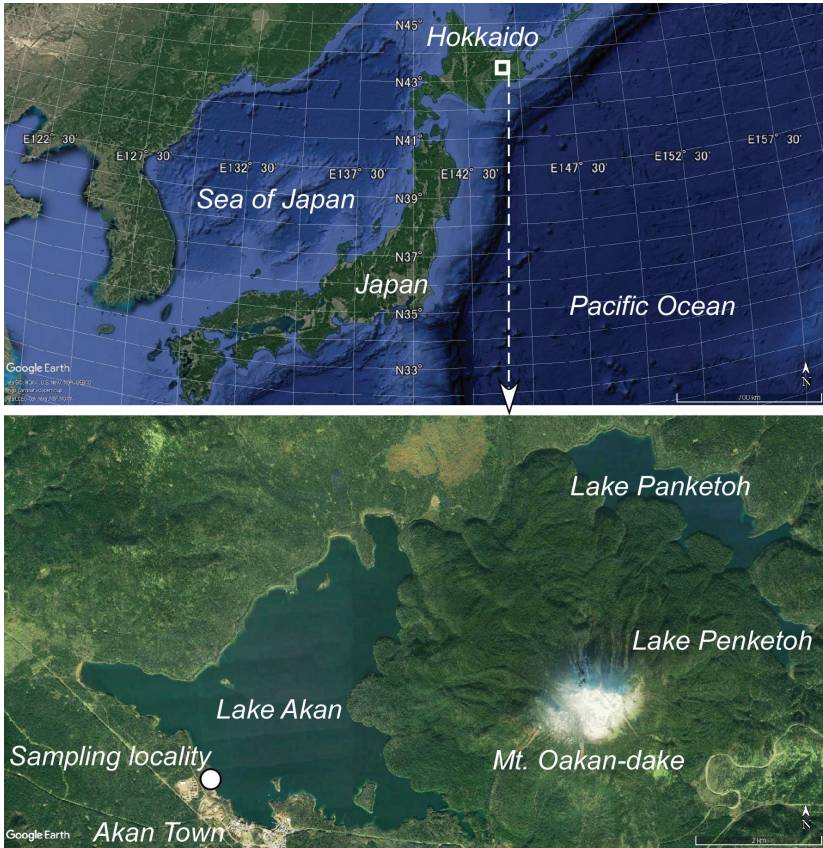 N45°
Hokkaido
N43°
E122° 30'
E127° 30'
N41°
E132° 30'
E137° 30'
E142° 30'
E147° 30'
E152° 30'
E157° 30'
Sea of Japan
N39°
N37°
Japan
N35°
Pacific Ocean
Google Earth
N33°
N
700 km
Lake Panketoh
Lake Penketoh
Lake Akan
Sampling locality
Mt. Oakan-dake
Akan Town
Google Earth
N
2 km